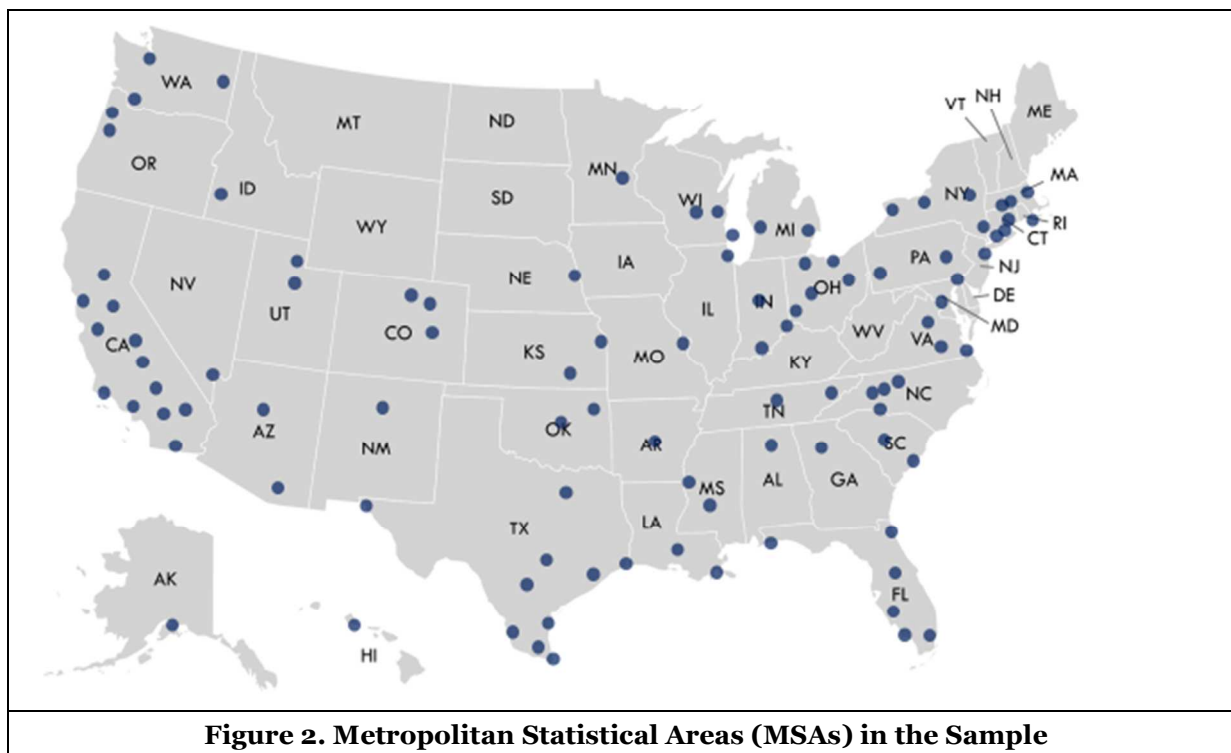 WA
MT
ND
MN
VT
NH
ME
OR
ID
SD
WI
NY
MA
WY
MI
RI
CT
NV
NE
IA
PA
NJ
UT
CO
IL
IN
OH
DE
MD
CA
KS
MO
WV
VA
KY
AZ
NM
OK
AR
TN
NC
SC
TX
LA
MS
AL
GA
AK
FL
HI
Figure 2. Metropolitan Statistical Areas (MSAs) in the Sample